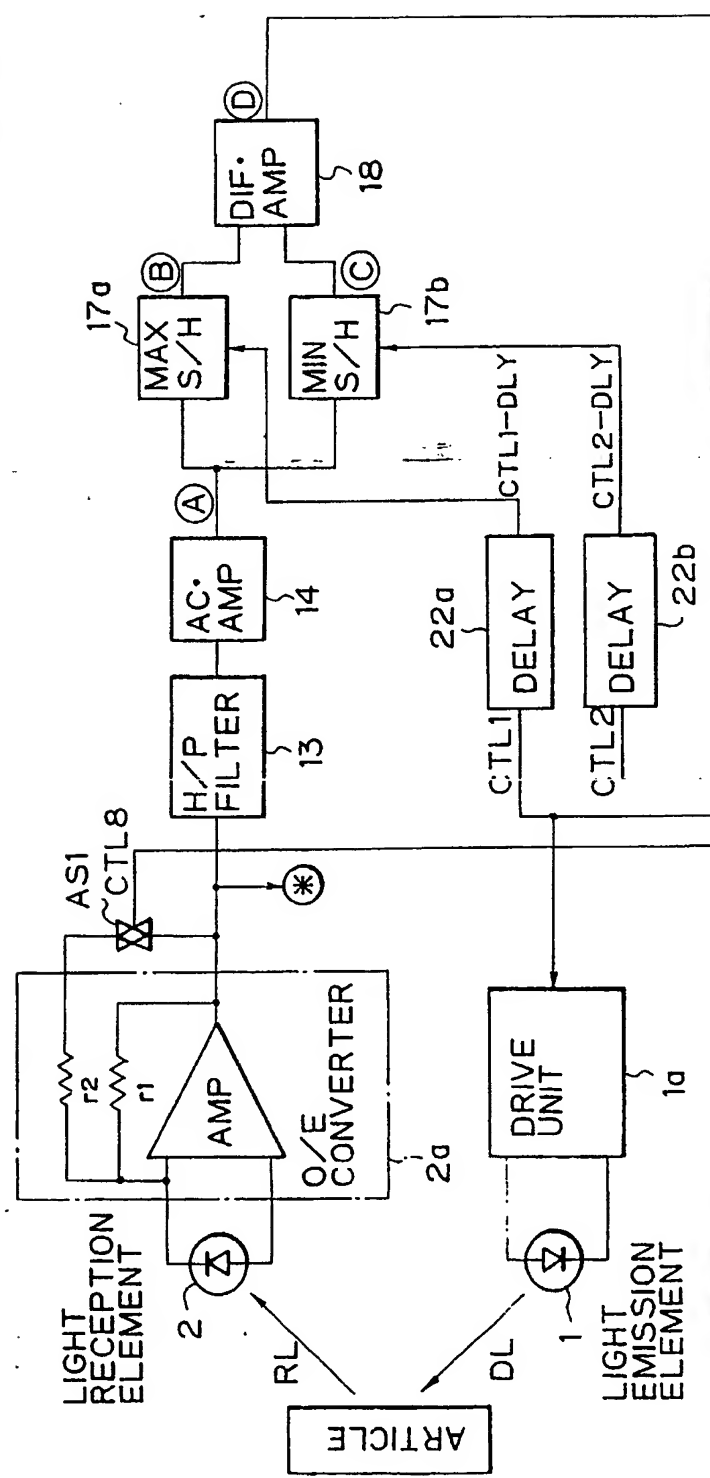 LIGHT
RECEPTION
ELEMENT
2
RL
ARTICLE
DL
1
LIGHT
EMISSION
ELEMENT
r2
r1
AMP
O/E
CONVERTER
2a
AS1
CTL8
*
H/P
FILTER
13
AC·
AMP
14
A
17a
MAX
S/H
B
MIN
S/H
17b
C
DIF·
AMP
18
D
DRIVE
UNIT
1a
CTL1
22a
DELAY
CTL1-DLY
CTL2
DELAY
22b
CTL2-DLY